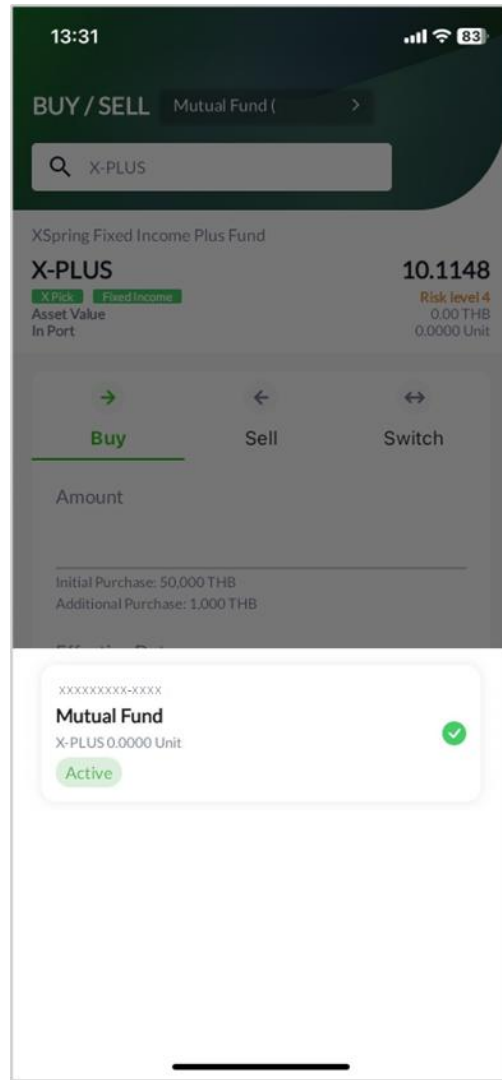 13:31
83
BUY / SELL Mutual Fund ( >
X-PLUS
XSpring Fixed Income Plus Fund
X-PLUS 10.1148
X Pick Fixed Income Risk level 4
Asset Value 0.00 THB
In Port 0.0000 Unit
Buy Sell Switch
Amount
Initial Purchase: 50,000 THB
Additional Purchase: 1,000 THB
xxxxxxxxx-xxxx
Mutual Fund
X-PLUS 0.0000 Unit
Active